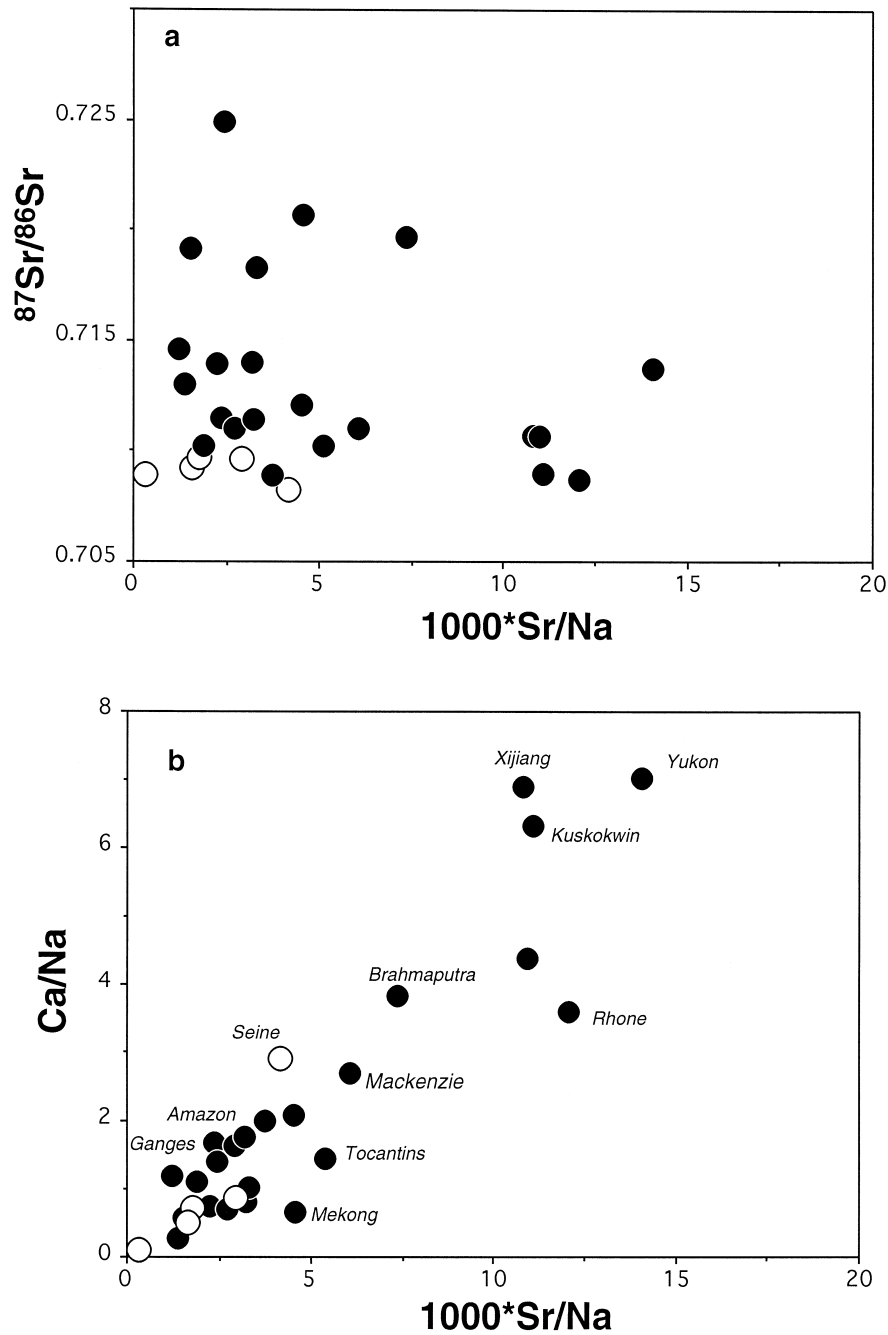 a
0.725
0.715
0.705
87Sr/86Sr
0 5 10 15 20
1000*Sr/Na
b
8
6
4
2
0
Ca/Na
Xijiang
Yukon
Kuskokwin
Brahmaputra
Rhone
Seine
Mackenzie
Amazon
Ganges
Tocantins
Mekong
0 5 10 15 20
1000*Sr/Na